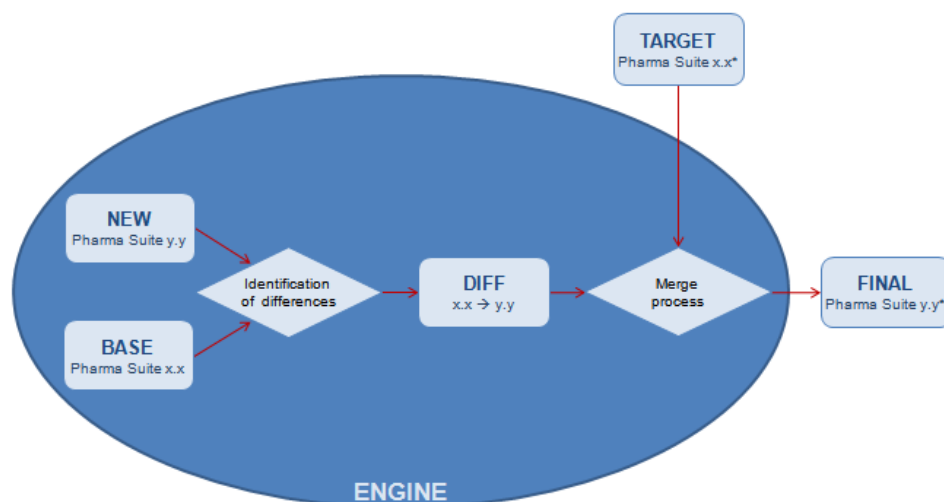 TARGET
Pharma Suite x.x*
NEW
Pharma Suite y.y
Identification
of differences
DIFF
x.x → y.y
Merge
process
FINAL
Pharma Suite y.y*
BASE
Pharma Suite x.x
ENGINE